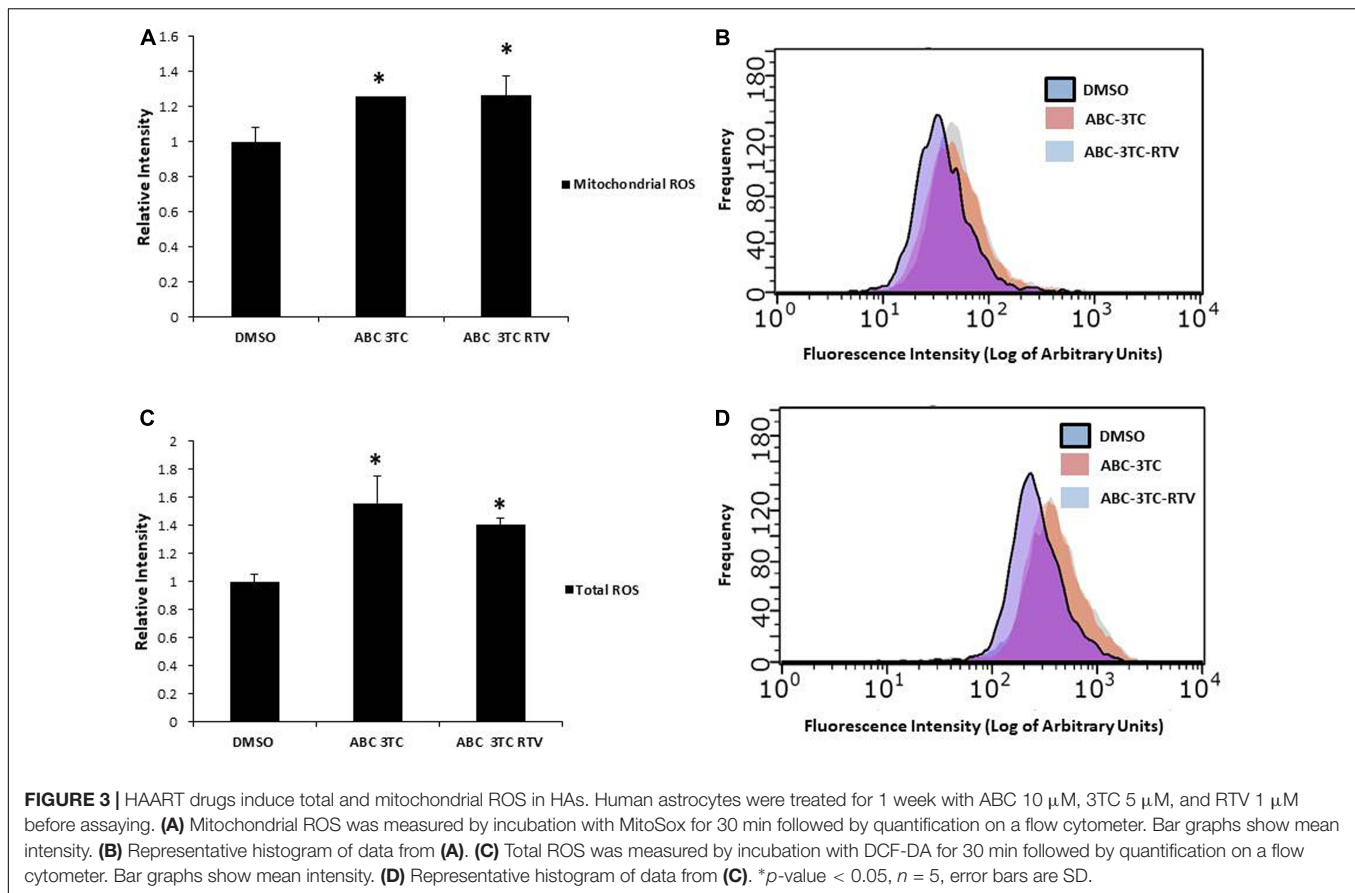 A
1.6
1.4
1.2
1
0.8
0.6
0.4
0.2
0
Relative Intensity
*
*
DMSO
ABC 3TC
ABC 3TC RTV
Mitochondrial ROS
B
180
120
80
40
0
Frequency
DMSO
ABC-3TC
ABC-3TC-RTV
10^0 10^1 10^2 10^3 10^4
Fluorescence Intensity (Log of Arbitrary Units)
C
2
1.8
1.6
1.4
1.2
1
0.8
0.6
0.4
0.2
0
Relative Intensity
*
*
DMSO
ABC 3TC
ABC 3TC RTV
Total ROS
D
180
120
80
40
0
Frequency
DMSO
ABC-3TC
ABC-3TC-RTV
10^0 10^1 10^2 10^3 10^4
Fluorescence Intensity (Log of Arbitrary Units)
FIGURE 3 | HAART drugs induce total and mitochondrial ROS in HAs. Human astrocytes were treated for 1 week with ABC 10 μM, 3TC 5 μM, and RTV 1 μM
before assaying. (A) Mitochondrial ROS was measured by incubation with MitoSox for 30 min followed by quantification on a flow cytometer. Bar graphs show mean
intensity. (B) Representative histogram of data from (A). (C) Total ROS was measured by incubation with DCF-DA for 30 min followed by quantification on a flow
cytometer. Bar graphs show mean intensity. (D) Representative histogram of data from (C). *p-value < 0.05, n = 5, error bars are SD.